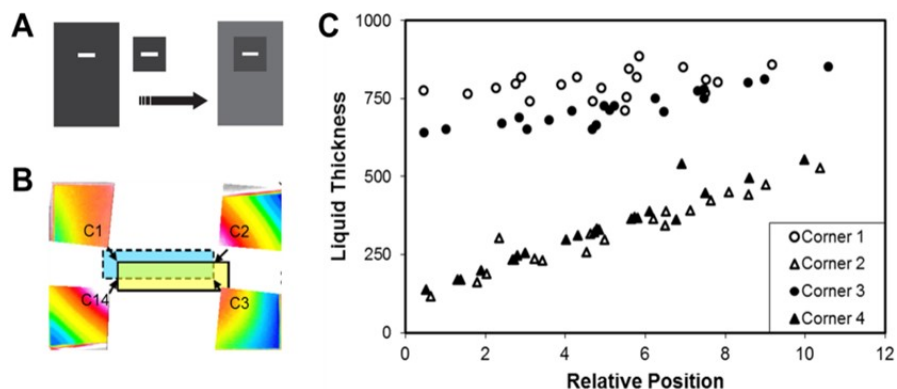 A
B
C1
C2
C14
C3
C
Liquid Thickness
1000
750
500
250
0
0 2 4 6 8 10 12
Relative Position
Corner 1
Corner 2
Corner 3
Corner 4